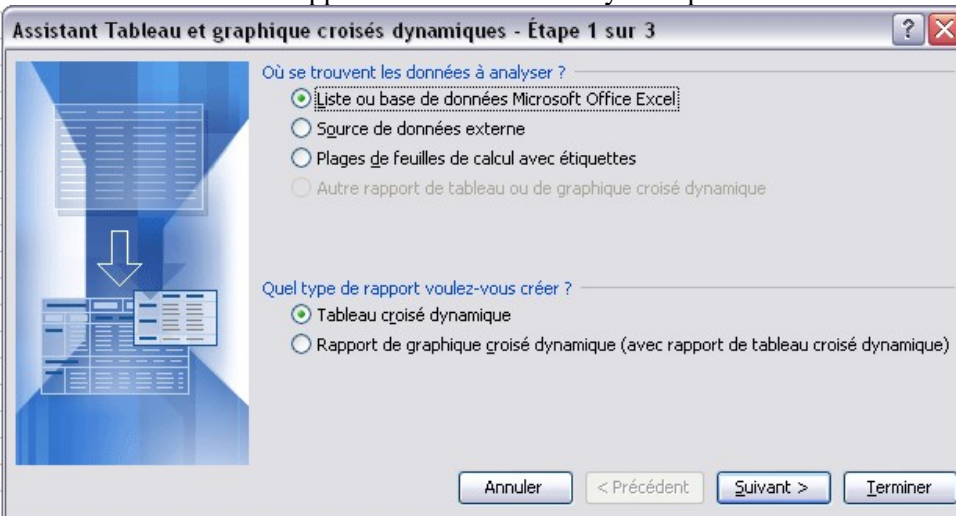 Assistant Tableau et graphique croisés dynamiques - Étape 1 sur 3
Où se trouvent les données à analyser ?
Liste ou base de données Microsoft Office Excel
Source de données externe
Plages de feuilles de calcul avec étiquettes
Autre rapport de tableau ou de graphique croisé dynamique
Quel type de rapport voulez-vous créer ?
Tableau croisé dynamique
Rapport de graphique croisé dynamique (avec rapport de tableau croisé dynamique)
Annuler < Précédent Suivant > Terminer